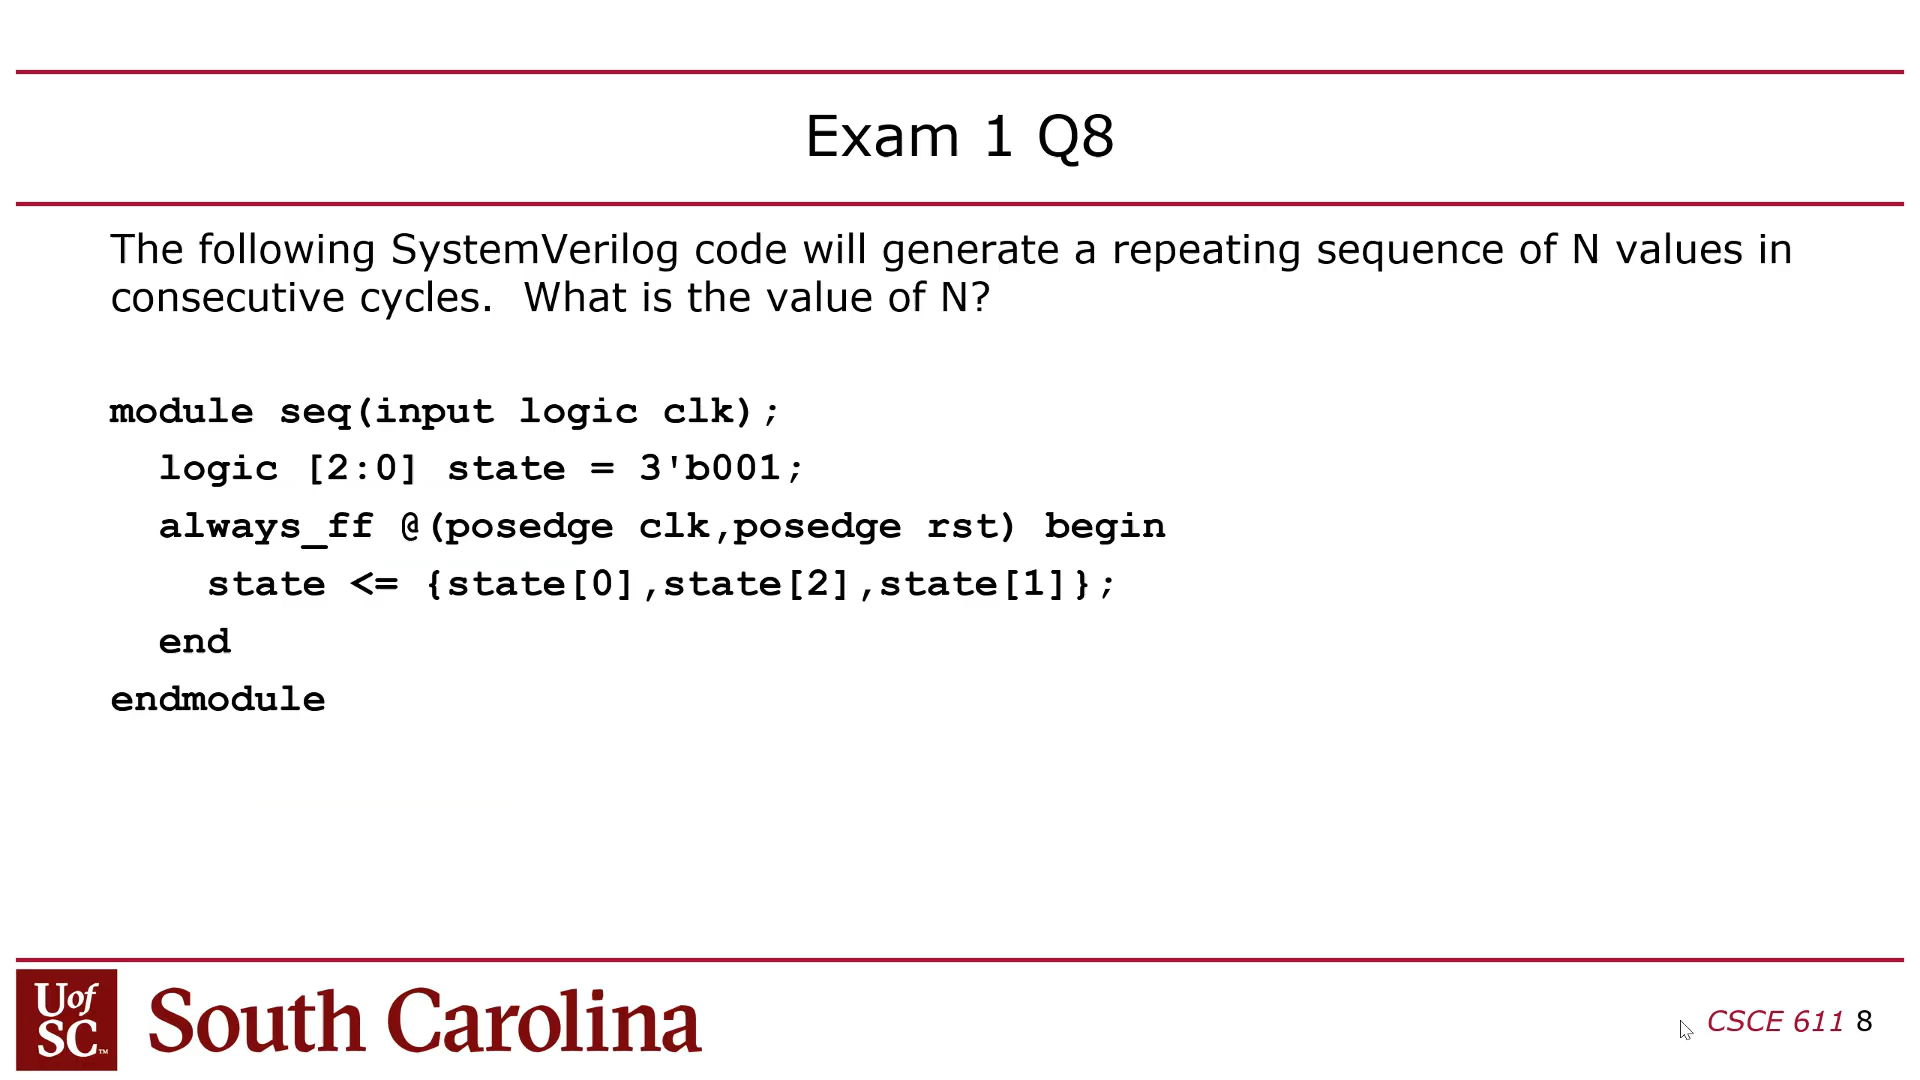 Exam 1 Q8
The following SystemVerilog code will generate a repeating sequence of N values in
consecutive cycles.  What is the value of N?
module seq(input logic clk);
  logic [2:0] state = 3'b001;
  always_ff @(posedge clk,posedge rst) begin
    state <= {state[0],state[2],state[1]};
  end
endmodule
U of SC™
South Carolina
CSCE 611 8